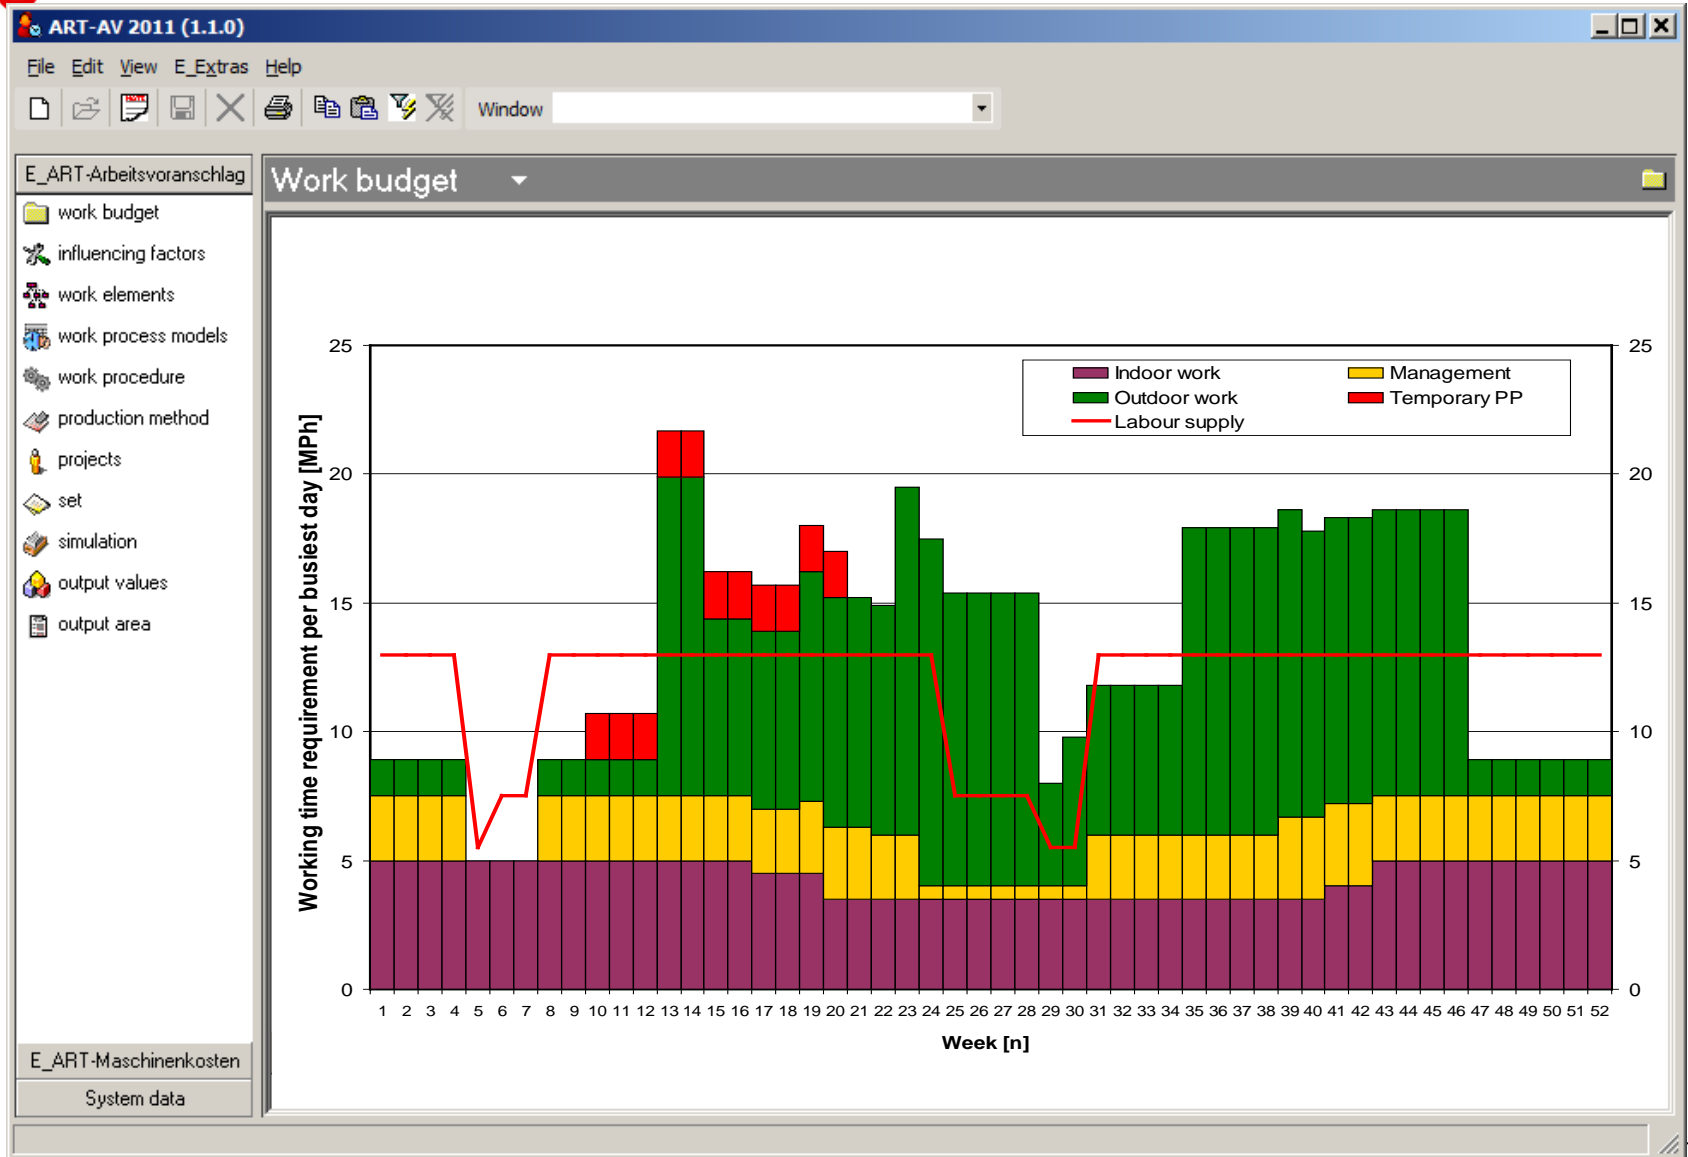 ART-AV 2011 (1.1.0)
File Edit View E_Extras Help
Window
E_ART-Arbeitsvoranschlag
work budget
influencing factors
work elements
work process models
work procedure
production method
projects
set
simulation
output values
output area
E_ART-Maschinenkosten
System data
Work budget
25 25
Indoor work Management
Outdoor work Temporary PP
Labour supply
20 20
15 15
10 10
5 5
0 0
Working time requirement per busiest day [MPh]
1 2 3 4 5 6 7 8 9 10 11 12 13 14 15 16 17 18 19 20 21 22 23 24 25 26 27 28 29 30 31 32 33 34 35 36 37 38 39 40 41 42 43 44 45 46 47 48 49 50 51 52
Week [n]